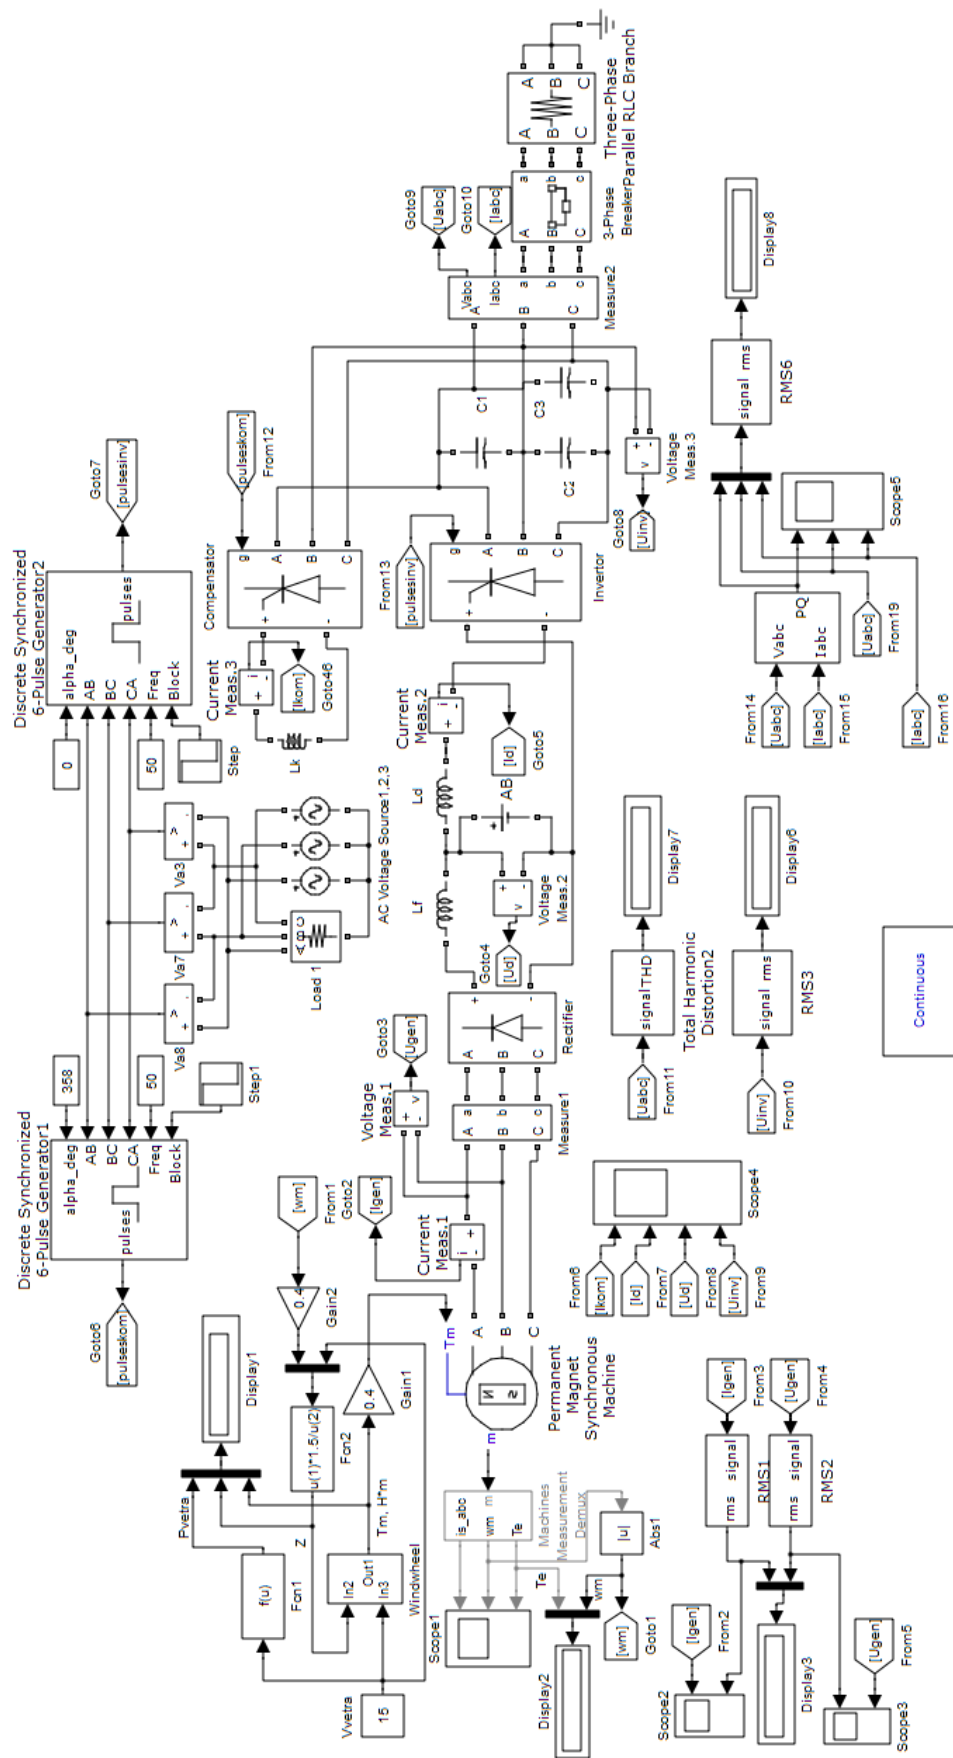 Discrete Synchronized
6-Pulse Generator1
alpha_deg
AB
BC
CA
Freq
Block
pulses
358
50
Step1
Goto6
[pulseskom]
Va8
Va7
Va3
+
-
v
Load 1
A B C
AC Voltage Source1,2,3
Discrete Synchronized
6-Pulse Generator2
alpha_deg
AB
BC
CA
Freq
Block
pulses
0
50
Step
Goto7
[pulsesinv]
Display1
Pvetra
f(u)
Fcn1
Z
u(1)*1.5/u(2)
Fcn2
Gain2
0.4
[wm]
From1
Vvetra
15
In2
In3
Out1
Windwheel
Tm, H*m
0.4
Gain1
Goto2
[Igen]
Current
Meas.1
Voltage
Meas.1
Goto3
[Ugen]
Tm
m
A
B
C
N
S
Permanent
Magnet
Synchronous
Machine
Measure1
A a
B b
C c
Rectifier
A
B
C
+
-
Goto4
[Ud]
Lf
Voltage
Meas.2
Ld
AB
Current
Meas.2
[Id]
Goto5
Current
Meas.3
Lk
[Ikom]
Goto46
Compensator
g
A
B
C
+
-
[pulseskom]
From12
From13
[pulsesinv]
g
A
B
C
+
-
Invertor
C1
C2
C3
Goto8
[Uinv]
Voltage
Meas.3
Goto9
[Uabc]
Goto10
[Iabc]
Vabc
Iabc
A
B a
b
C c
Measure2
A a
B b
C c
3-Phase
Breaker
A A
B B
C C
Three-Phase
Parallel RLC Branch
Scope1
is_abc
wm m
Te
Machines
Measurement
Demux
|u|
Abs1
Te
wm
Display2
[wm]
Goto1
Scope2
[Igen]
From2
Display3
Scope3
[Ugen]
From5
rms signal
RMS1
[Igen]
From3
rms signal
RMS2
[Ugen]
From4
From6
[Ikom]
[Id]
From7
[Ud]
From8
[Uinv]
From9
Scope4
[Uabc]
From11
signal THD
Total Harmonic
Distortion2
Display7
[Uinv]
From10
signal rms
RMS3
Display6
Continuous
From14
[Uabc]
[Iabc]
From15
Vabc
Iabc
PQ
[Uabc]
From19
[Iabc]
From16
Scope5
signal rms
RMS6
Display8